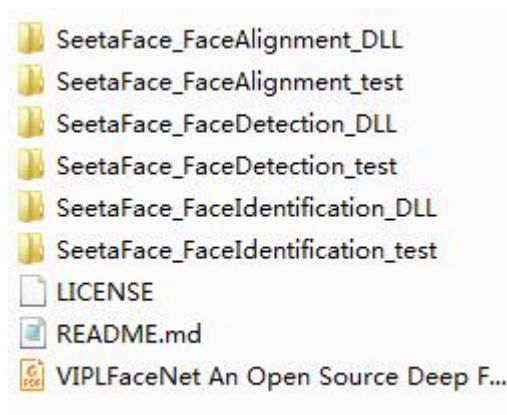 SeetaFace_FaceAlignment_DLL
SeetaFace_FaceAlignment_test
SeetaFace_FaceDetection_DLL
SeetaFace_FaceDetection_test
SeetaFace_FaceIdentification_DLL
SeetaFace_FaceIdentification_test
LICENSE
README.md
VIPLFaceNet An Open Source Deep F...